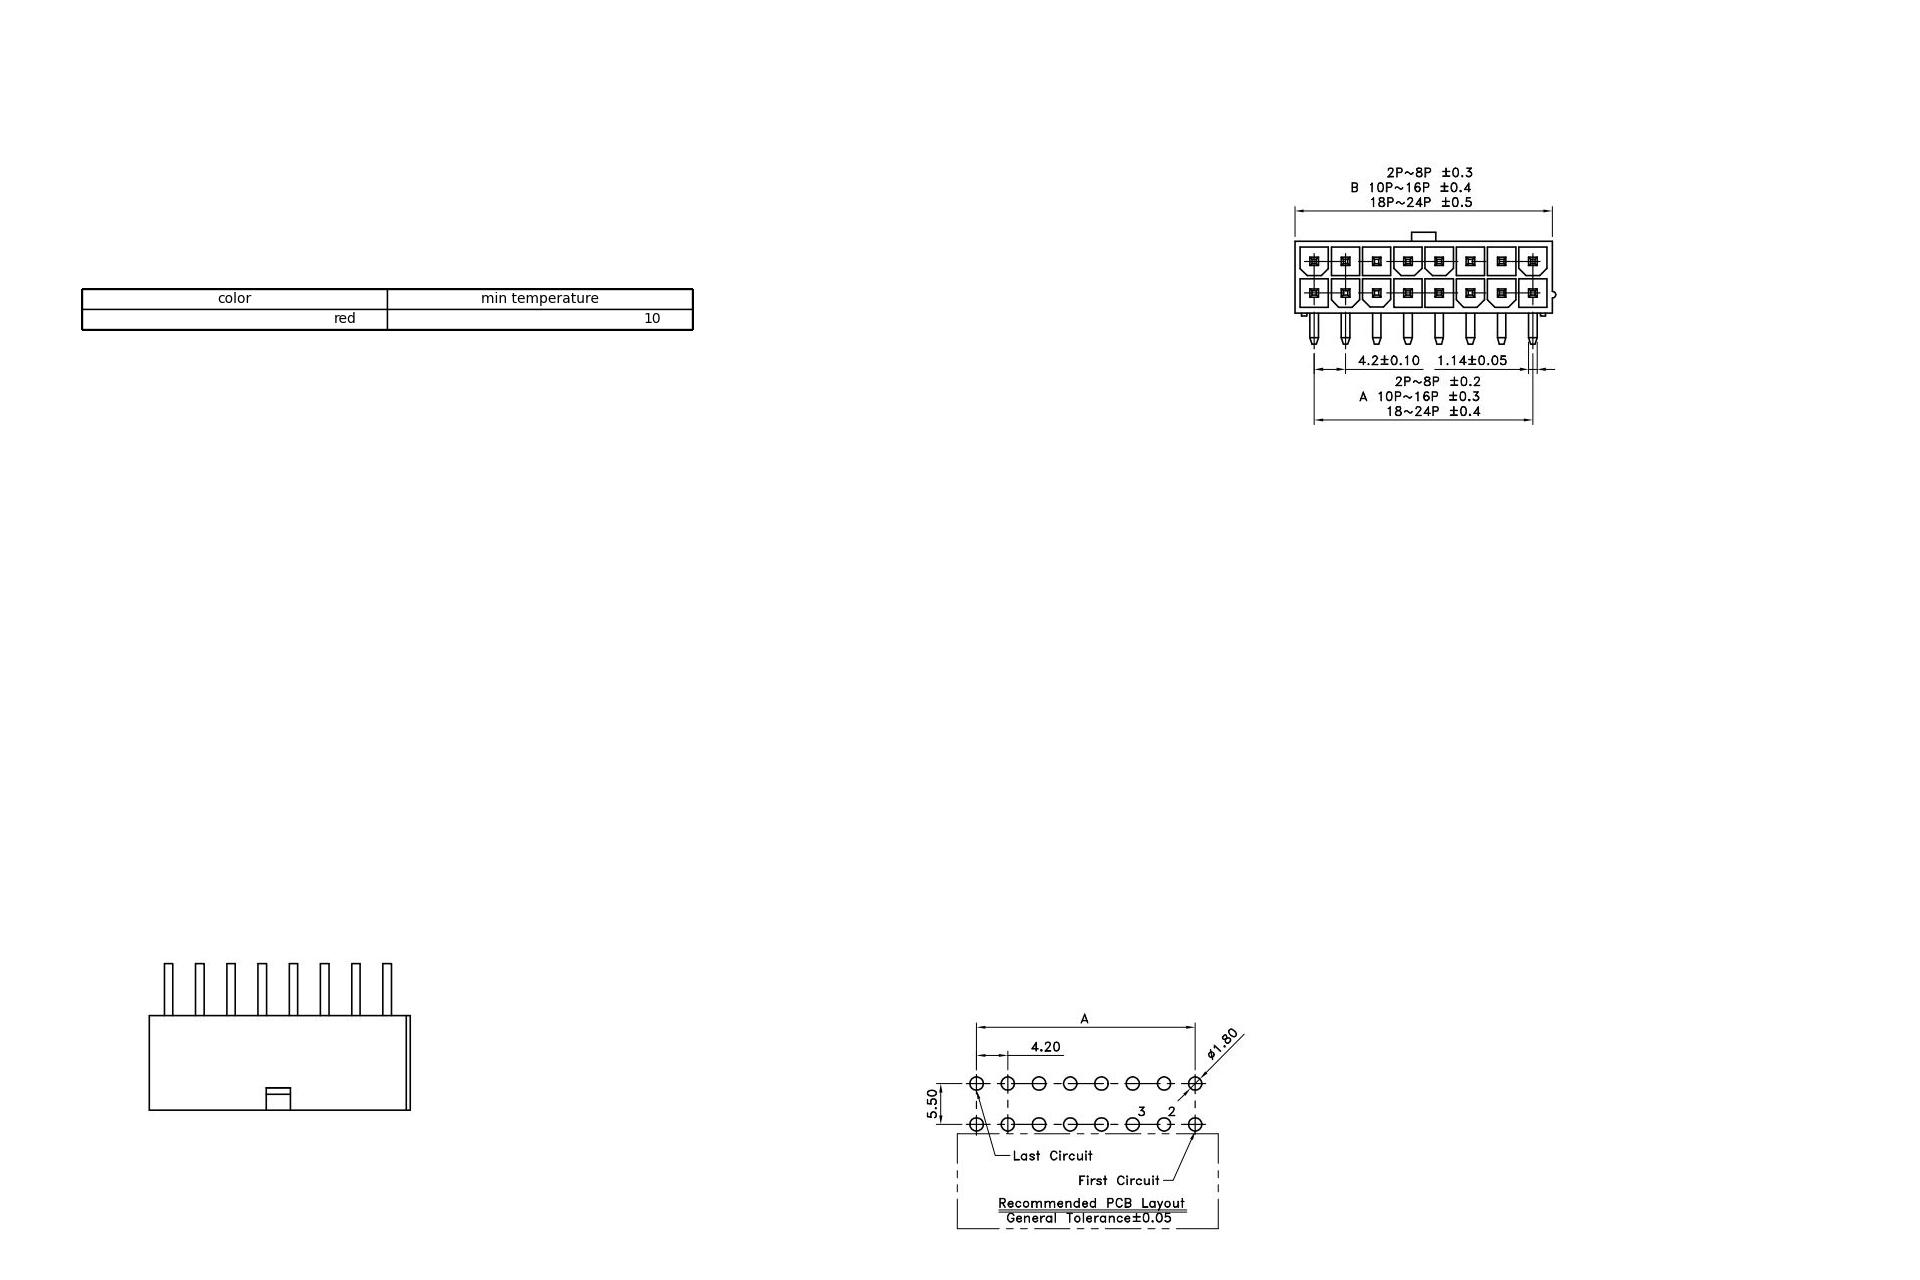 2P~8P ±0.3
B 10P~16P ±0.4
18P~24P ±0.5
color min temperature
red 10
4.2±0.10 1.14±0.05
2P~8P ±0.2
A 10P~16P ±0.3
18~24P ±0.4
A
4.20
ø1.80
5.50
3 2
Last Circuit
First Circuit
Recommended PCB Layout
General Tolerance±0.05